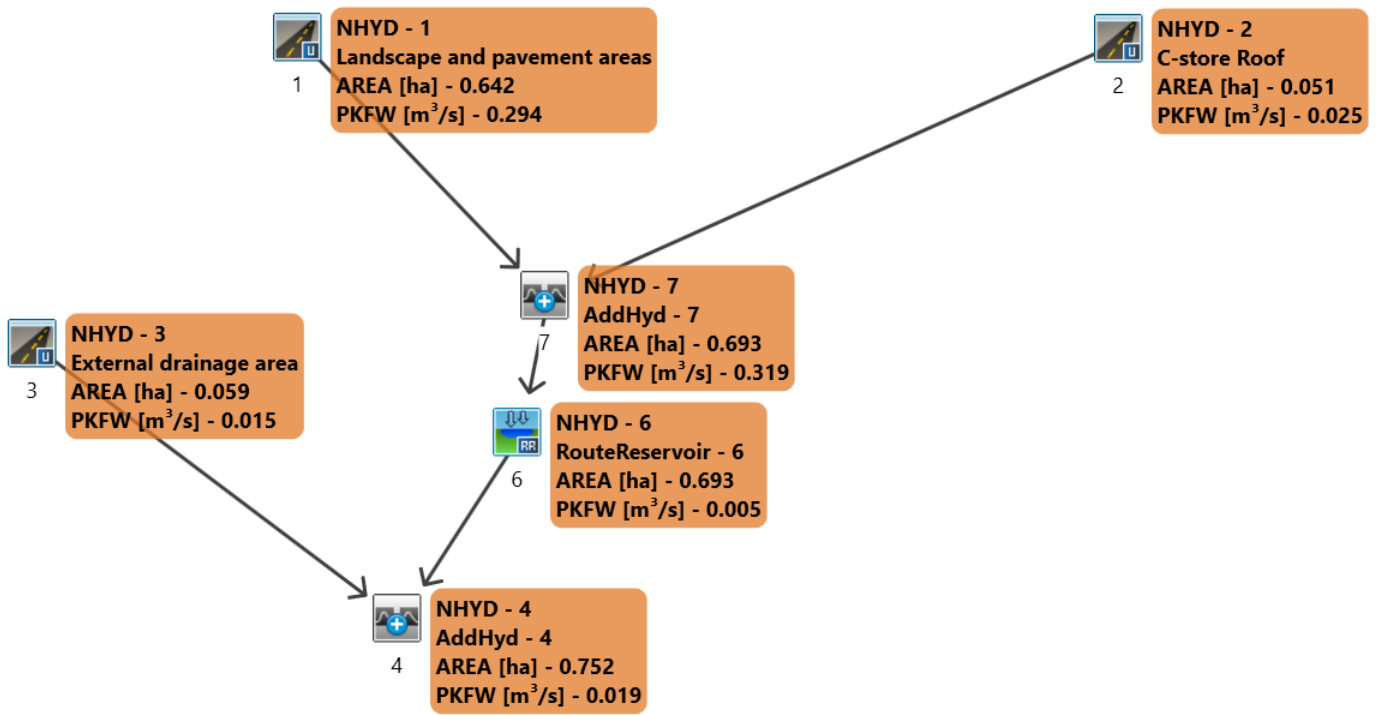 NHYD - 1
Landscape and pavement areas
AREA [ha] - 0.642
PKFW [m³/s] - 0.294
U
1
NHYD - 2
C-store Roof
AREA [ha] - 0.051
PKFW [m³/s] - 0.025
U
2
NHYD - 7
AddHyd - 7
AREA [ha] - 0.693
PKFW [m³/s] - 0.319
7
NHYD - 3
External drainage area
AREA [ha] - 0.059
PKFW [m³/s] - 0.015
U
3
NHYD - 6
RouteReservoir - 6
AREA [ha] - 0.693
PKFW [m³/s] - 0.005
RR
6
NHYD - 4
AddHyd - 4
AREA [ha] - 0.752
PKFW [m³/s] - 0.019
4